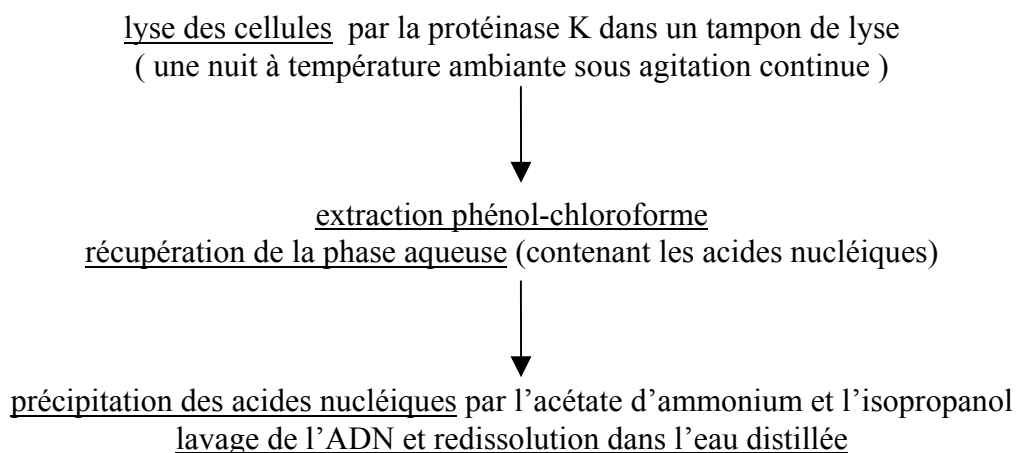 lyse des cellules par la protéinase K dans un tampon de lyse
( une nuit à température ambiante sous agitation continue )
extraction phénol-chloroforme
récupération de la phase aqueuse (contenant les acides nucléiques)
précipitation des acides nucléiques par l’acétate d’ammonium et l’isopropanol
lavage de l’ADN et redissolution dans l’eau distillée